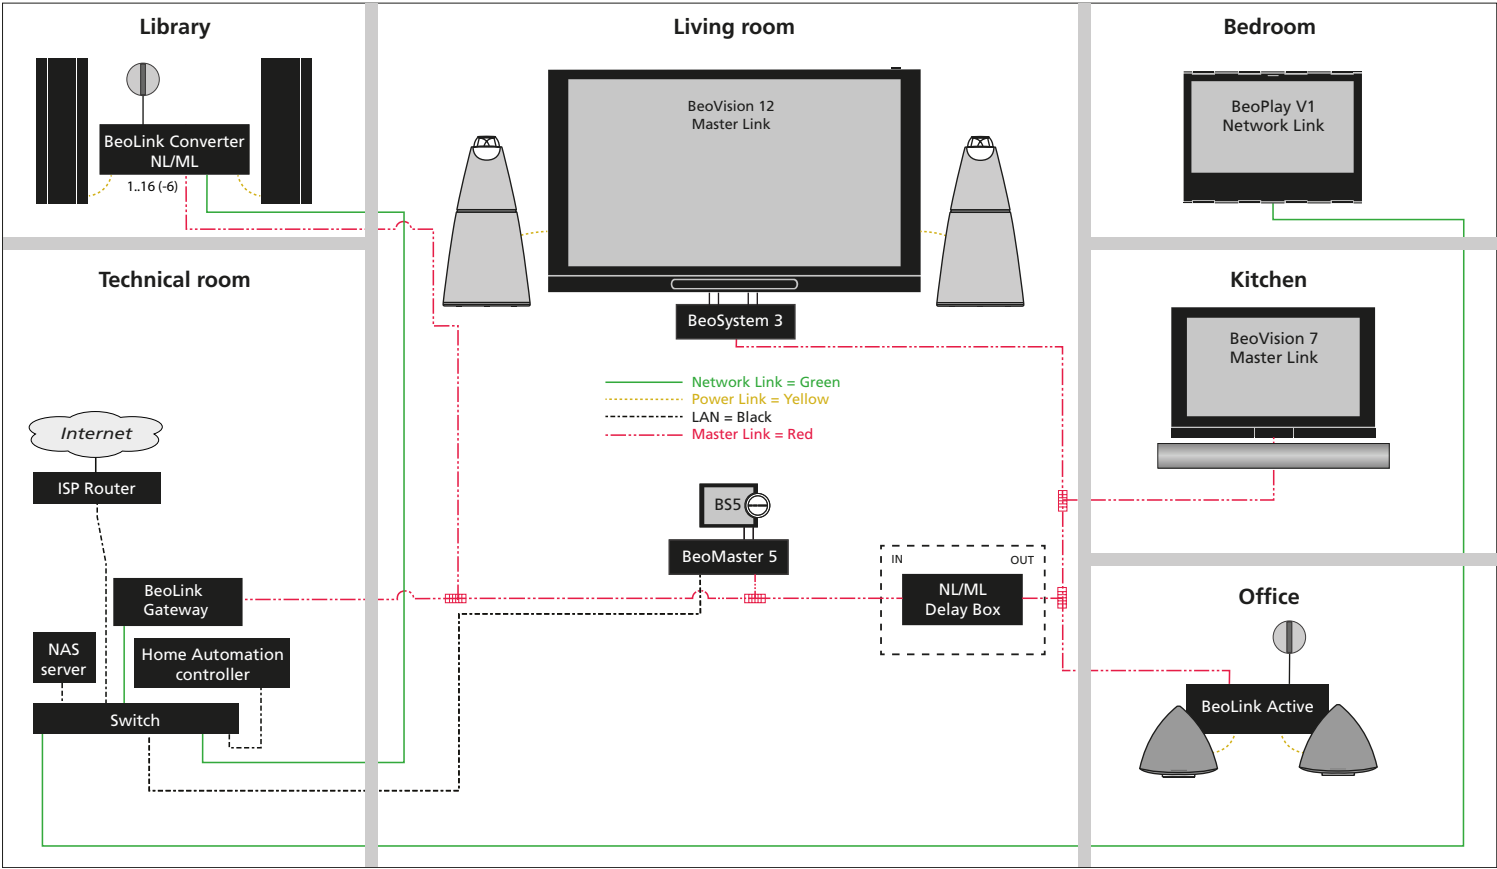 Library
Living room
Bedroom
BeoLink Converter
NL/ML
1..16 (-6)
BeoVision 12
Master Link
BeoPlay V1
Network Link
Technical room
Kitchen
BeoSystem 3
BeoVision 7
Master Link
Network Link = Green
Power Link = Yellow
LAN = Black
Master Link = Red
Internet
ISP Router
BS5
BeoMaster 5
IN
OUT
NL/ML
Delay Box
BeoLink
Gateway
NAS
server
Home Automation
controller
Switch
Office
BeoLink Active